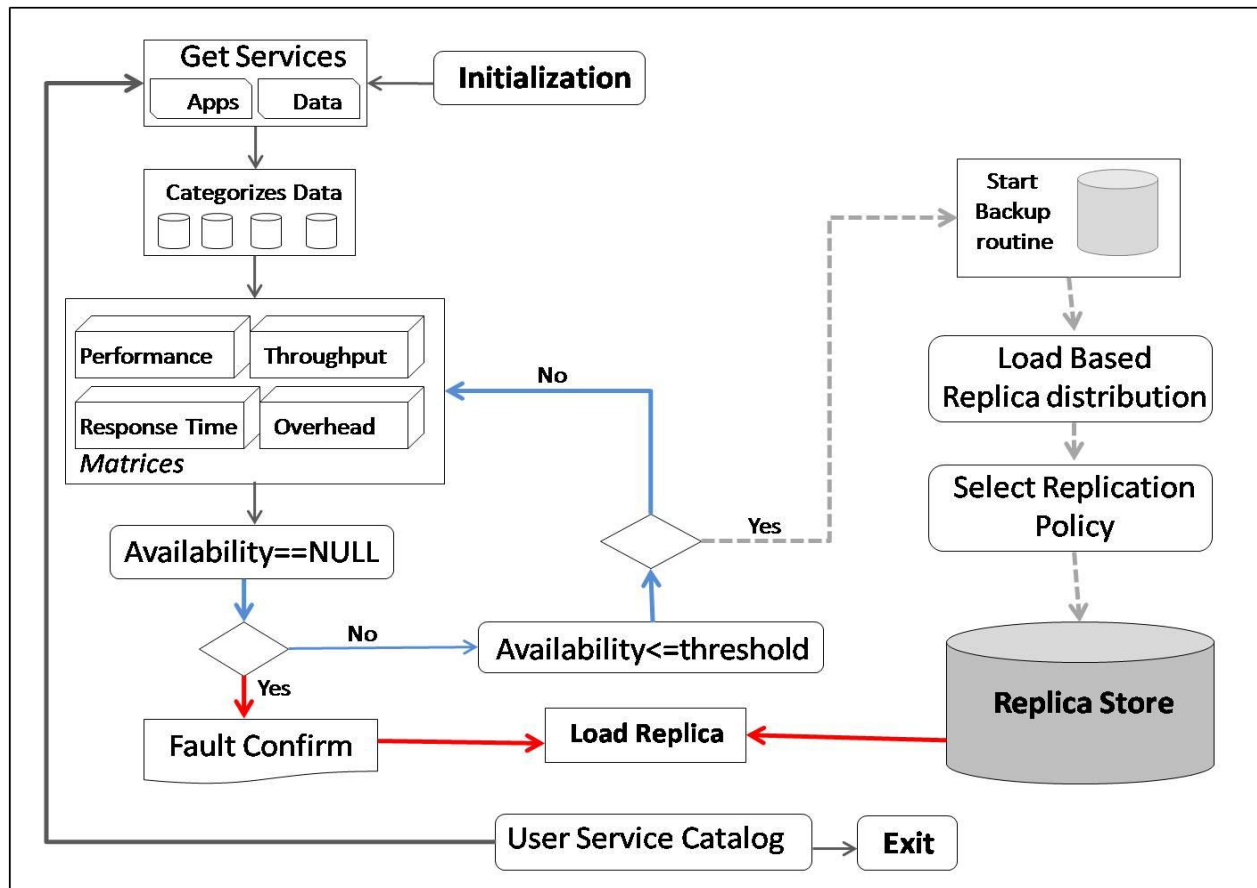 Get Services
Apps
Data
Initialization
Categorizes Data
Start
Backup
routine
Performance
Throughput
Response Time
Overhead
Matrices
No
Load Based
Replica distribution
Select Replication
Policy
Yes
Availability==NULL
No
Availability<=threshold
Yes
Replica Store
Fault Confirm
Load Replica
User Service Catalog
Exit